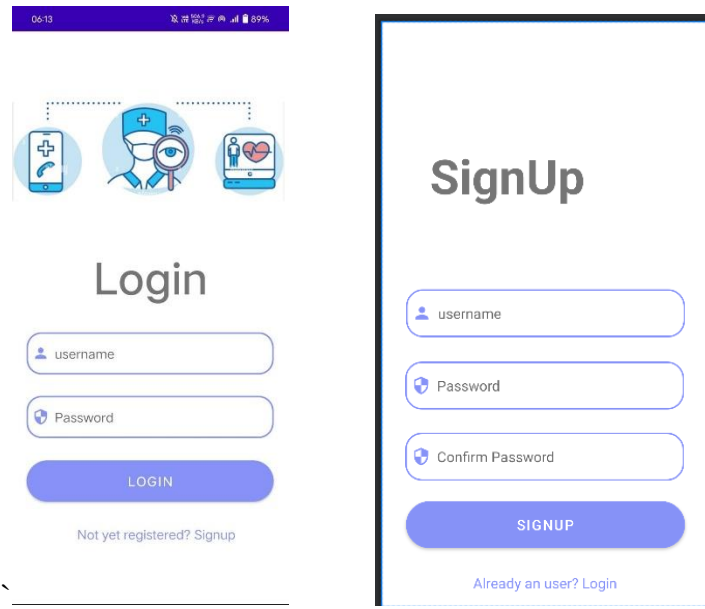 06:13
89%
Login
username
Password
LOGIN
Not yet registered? Signup
`
SignUp
username
Password
Confirm Password
SIGNUP
Already an user? Login